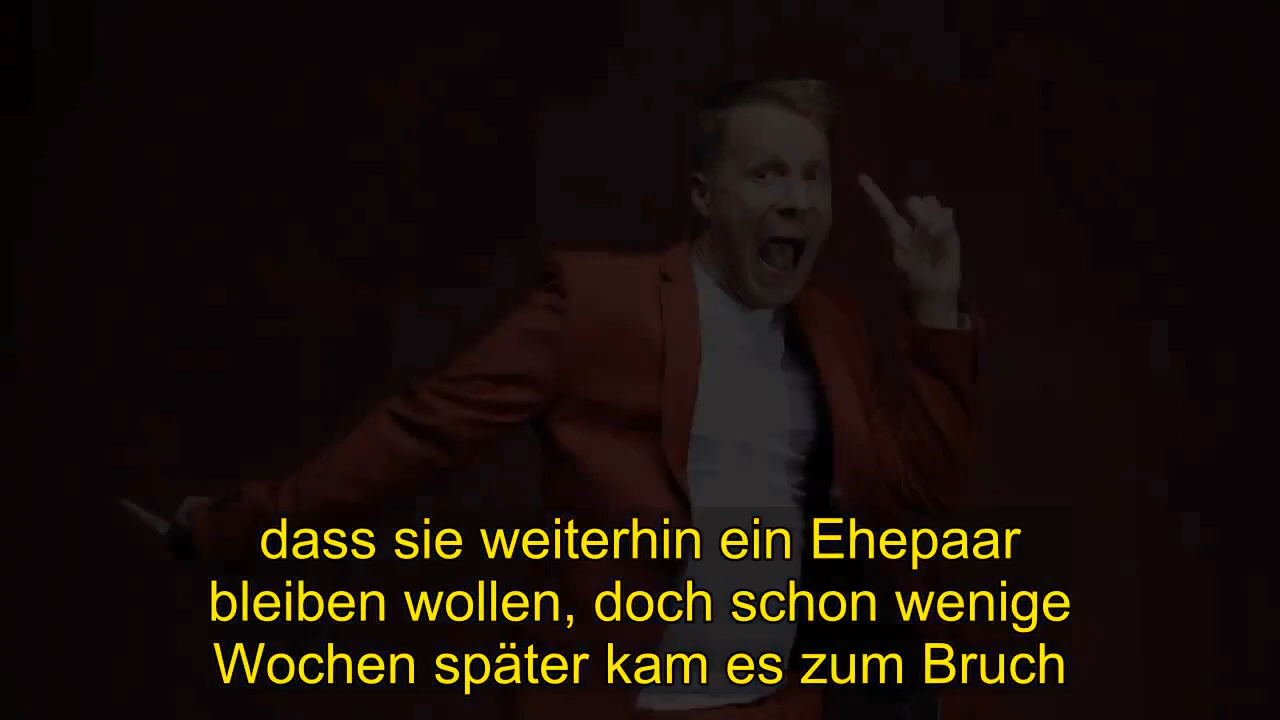 dass sie weiterhin ein Ehepaar
bleiben wollen, doch schon wenige
Wochen später kam es zum Bruch